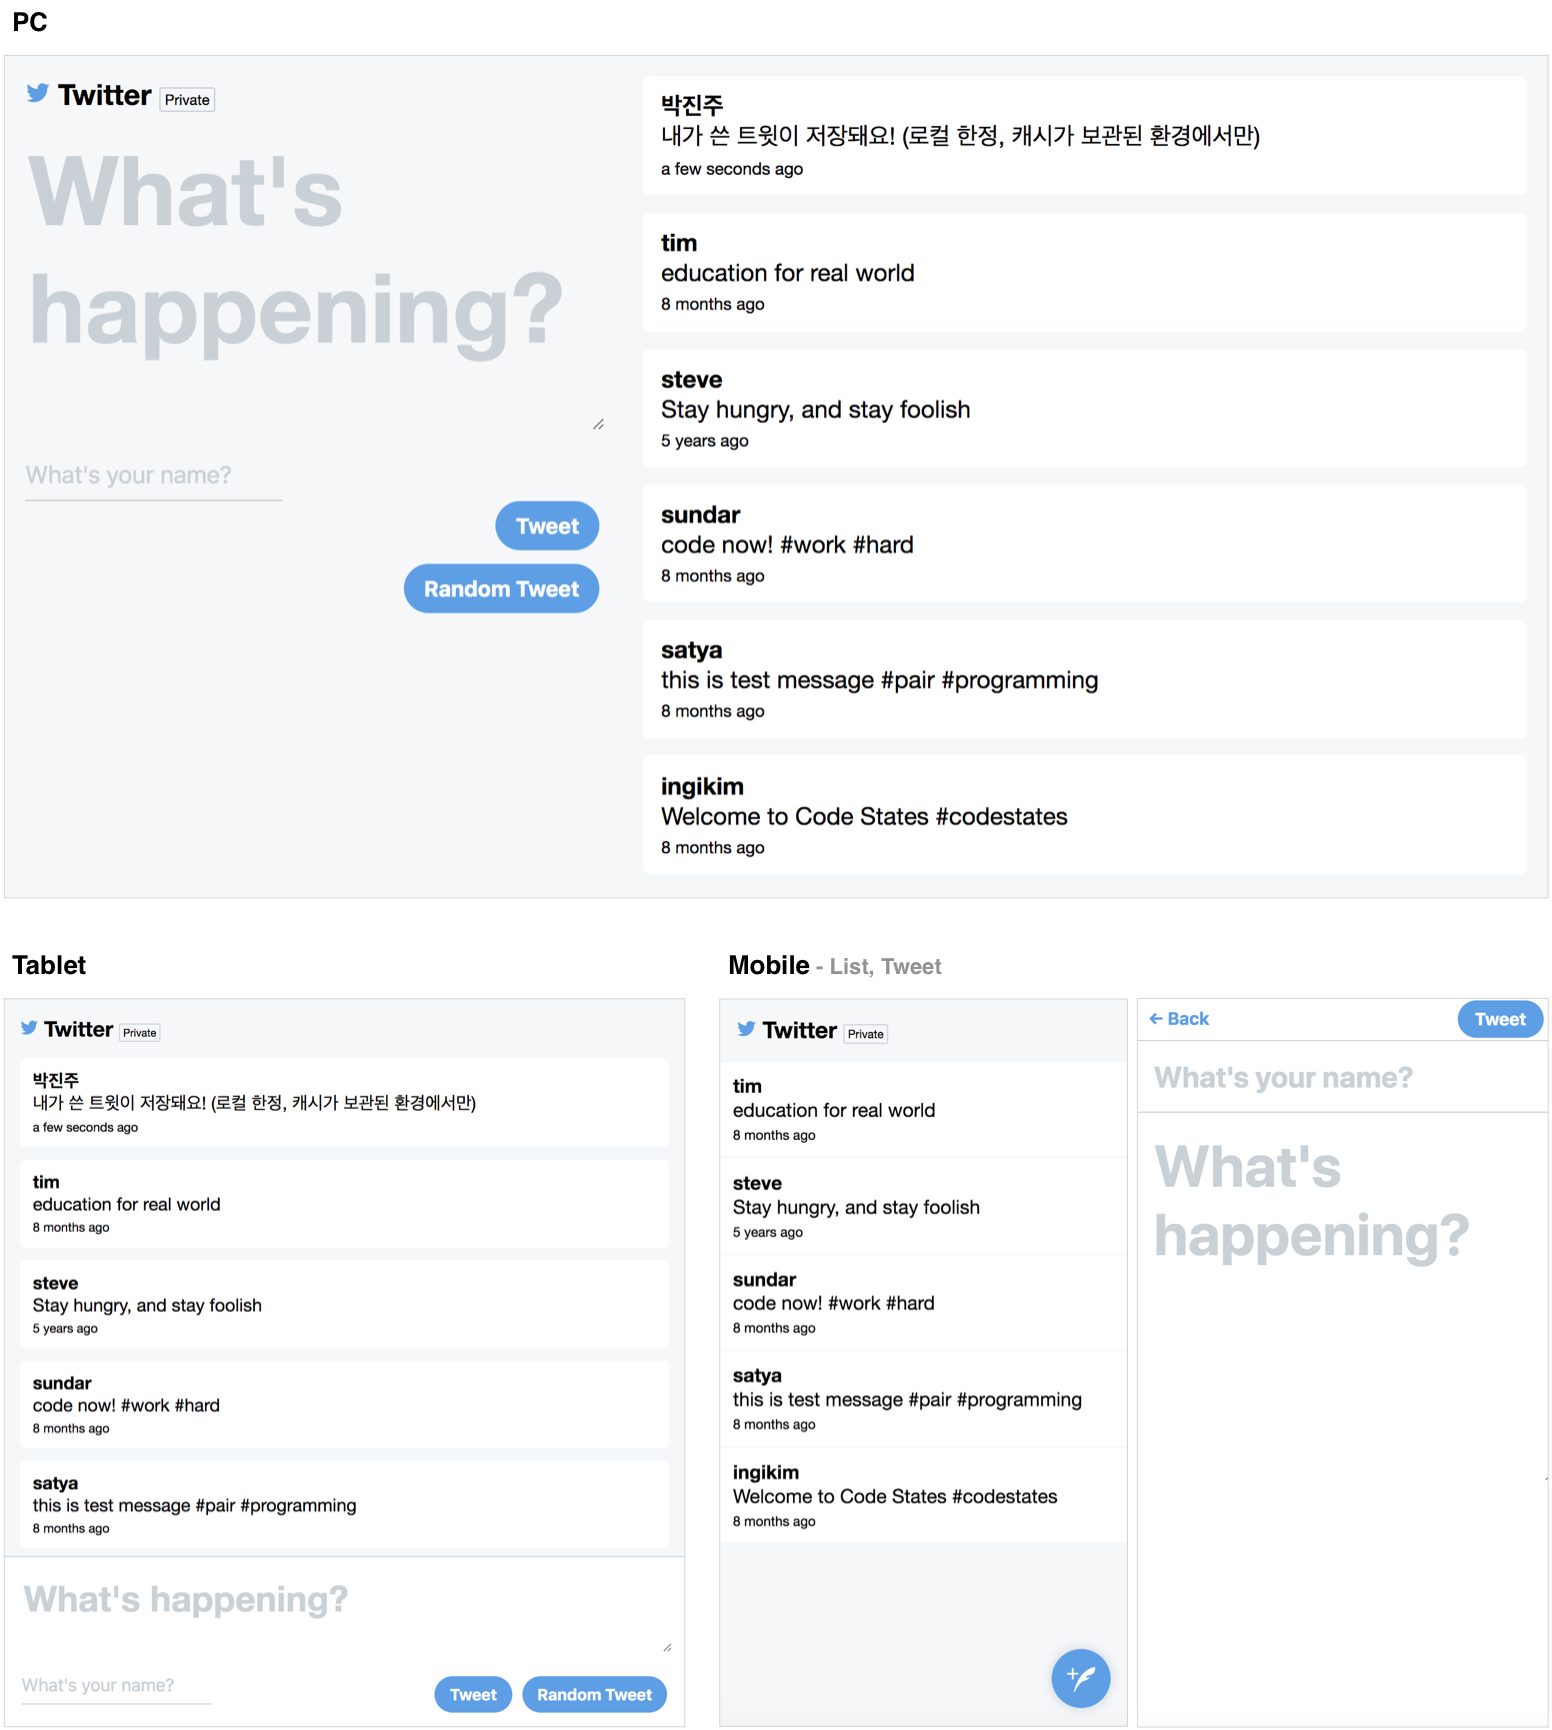 PC
Twitter Private
What's
happening?
What's your name?
Tweet
Random Tweet
박진주
내가 쓴 트윗이 저장돼요! (로컬 한정, 캐시가 보관된 환경에서만)
a few seconds ago
tim
education for real world
8 months ago
steve
Stay hungry, and stay foolish
5 years ago
sundar
code now! #work #hard
8 months ago
satya
this is test message #pair #programming
8 months ago
ingikim
Welcome to Code States #codestates
8 months ago
Tablet
Twitter Private
박진주
내가 쓴 트윗이 저장돼요! (로컬 한정, 캐시가 보관된 환경에서만)
a few seconds ago
tim
education for real world
8 months ago
steve
Stay hungry, and stay foolish
5 years ago
sundar
code now! #work #hard
8 months ago
satya
this is test message #pair #programming
8 months ago
What's happening?
What's your name?
Tweet
Random Tweet
Mobile - List, Tweet
Twitter Private
tim
education for real world
8 months ago
steve
Stay hungry, and stay foolish
5 years ago
sundar
code now! #work #hard
8 months ago
satya
this is test message #pair #programming
8 months ago
ingikim
Welcome to Code States #codestates
8 months ago
← Back
Tweet
What's your name?
What's
happening?